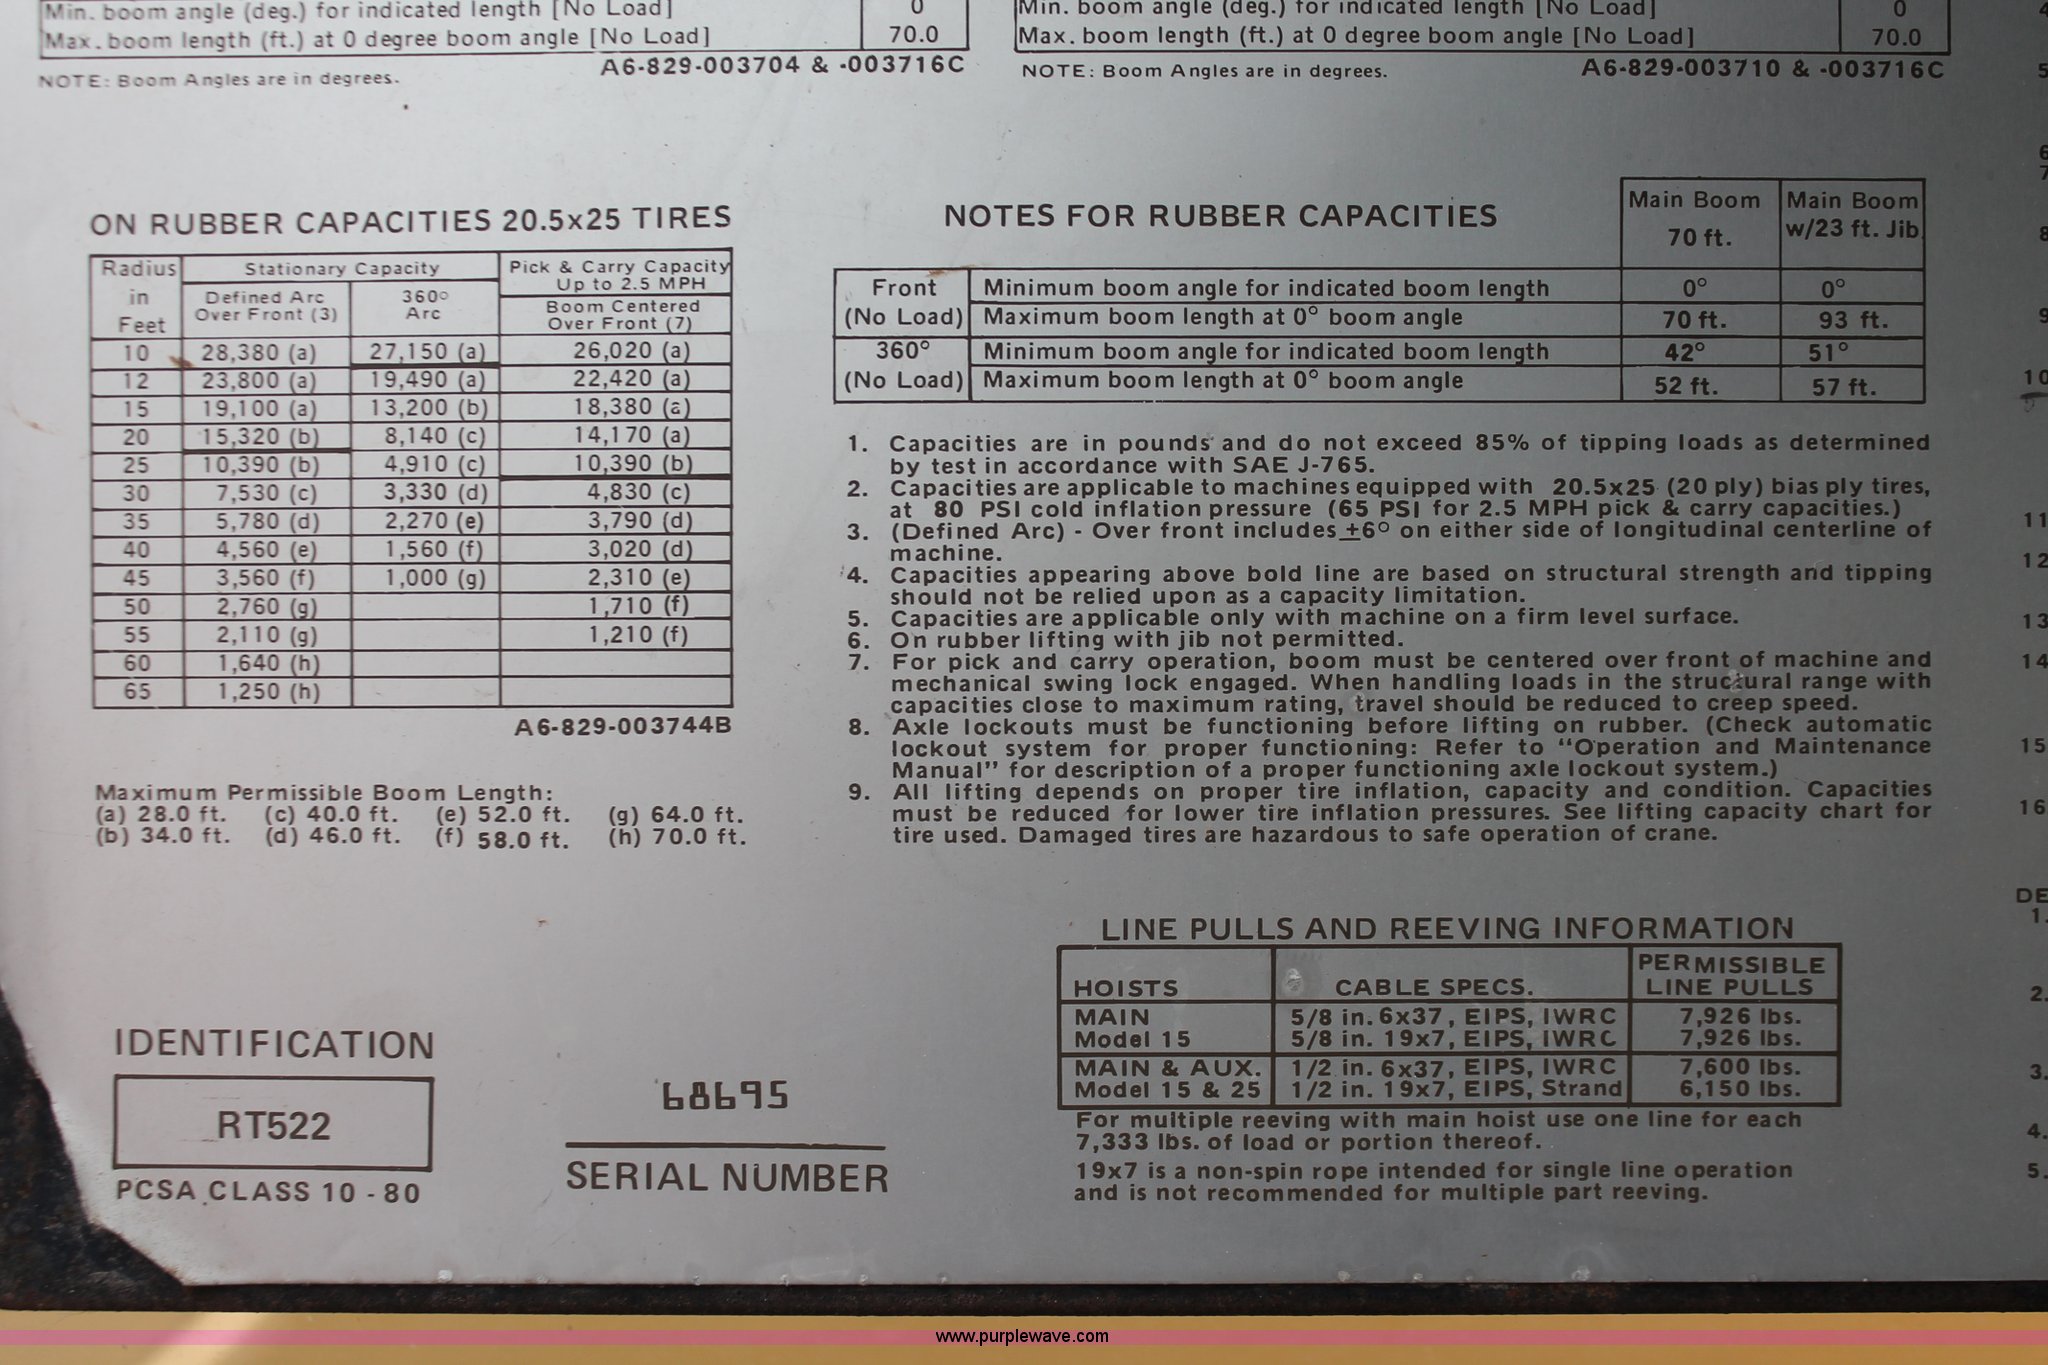 Min. boom angle (deg.) for indicated length [No Load] 0
Max. boom length (ft.) at 0 degree boom angle [No Load] 70.0
NOTE: Boom Angles are in degrees. A6-829-003704 & -003716C
Min. boom angle (deg.) for indicated length [No Load] 0
Max. boom length (ft.) at 0 degree boom angle [No Load] 70.0
NOTE: Boom Angles are in degrees. A6-829-003710 & -003716C
ON RUBBER CAPACITIES 20.5x25 TIRES
Radius in Feet
Stationary Capacity
Pick & Carry Capacity
Up to 2.5 MPH
Defined Arc
Over Front (3)
360°
Arc
Boom Centered
Over Front (7)
10 28,380 (a) 27,150 (a) 26,020 (a)
12 23,800 (a) 19,490 (a) 22,420 (a)
15 19,100 (a) 13,200 (b) 18,380 (a)
20 15,320 (b) 8,140 (c) 14,170 (a)
25 10,390 (b) 4,910 (c) 10,390 (b)
30 7,530 (c) 3,330 (d) 4,830 (c)
35 5,780 (d) 2,270 (e) 3,790 (d)
40 4,560 (e) 1,560 (f) 3,020 (d)
45 3,560 (f) 1,000 (g) 2,310 (e)
50 2,760 (g) 1,710 (f)
55 2,110 (g) 1,210 (f)
60 1,640 (h)
65 1,250 (h)
A6-829-003744B
Maximum Permissible Boom Length:
(a) 28.0 ft. (c) 40.0 ft. (e) 52.0 ft. (g) 64.0 ft.
(b) 34.0 ft. (d) 46.0 ft. (f) 58.0 ft. (h) 70.0 ft.
NOTES FOR RUBBER CAPACITIES
Main Boom
70 ft.
Main Boom
w/23 ft. Jib
Front
(No Load)
Minimum boom angle for indicated boom length 0° 0°
Maximum boom length at 0° boom angle 70 ft. 93 ft.
360°
(No Load)
Minimum boom angle for indicated boom length 42° 51°
Maximum boom length at 0° boom angle 52 ft. 57 ft.
1. Capacities are in pounds and do not exceed 85% of tipping loads as determined
by test in accordance with SAE J-765.
2. Capacities are applicable to machines equipped with 20.5x25 (20 ply) bias ply tires,
at 80 PSI cold inflation pressure (65 PSI for 2.5 MPH pick & carry capacities.)
3. (Defined Arc) - Over front includes ±6° on either side of longitudinal centerline of
machine.
4. Capacities appearing above bold line are based on structural strength and tipping
should not be relied upon as a capacity limitation.
5. Capacities are applicable only with machine on a firm level surface.
6. On rubber lifting with jib not permitted.
7. For pick and carry operation, boom must be centered over front of machine and
mechanical swing lock engaged. When handling loads in the structural range with
capacities close to maximum rating, travel should be reduced to creep speed.
8. Axle lockouts must be functioning before lifting on rubber. (Check automatic
lockout system for proper functioning: Refer to "Operation and Maintenance
Manual" for description of a proper functioning axle lockout system.)
9. All lifting depends on proper tire inflation, capacity and condition. Capacities
must be reduced for lower tire inflation pressures. See lifting capacity chart for
tire used. Damaged tires are hazardous to safe operation of crane.
LINE PULLS AND REEVING INFORMATION
HOISTS CABLE SPECS. PERMISSIBLE LINE PULLS
MAIN 5/8 in. 6x37, EIPS, IWRC 7,926 lbs.
Model 15 5/8 in. 19x7, EIPS, IWRC 7,926 lbs.
MAIN & AUX. 1/2 in. 6x37, EIPS, IWRC 7,600 lbs.
Model 15 & 25 1/2 in. 19x7, EIPS, Strand 6,150 lbs.
For multiple reeving with main hoist use one line for each
7,333 lbs. of load or portion thereof.
19x7 is a non-spin rope intended for single line operation
and is not recommended for multiple part reeving.
IDENTIFICATION
RT522
PCSA CLASS 10 - 80
68695
SERIAL NUMBER
5
6
7
8
9
10
11
12
13
14
15
16
DE
1.
2.
3.
4.
5.
www.purplewave.com